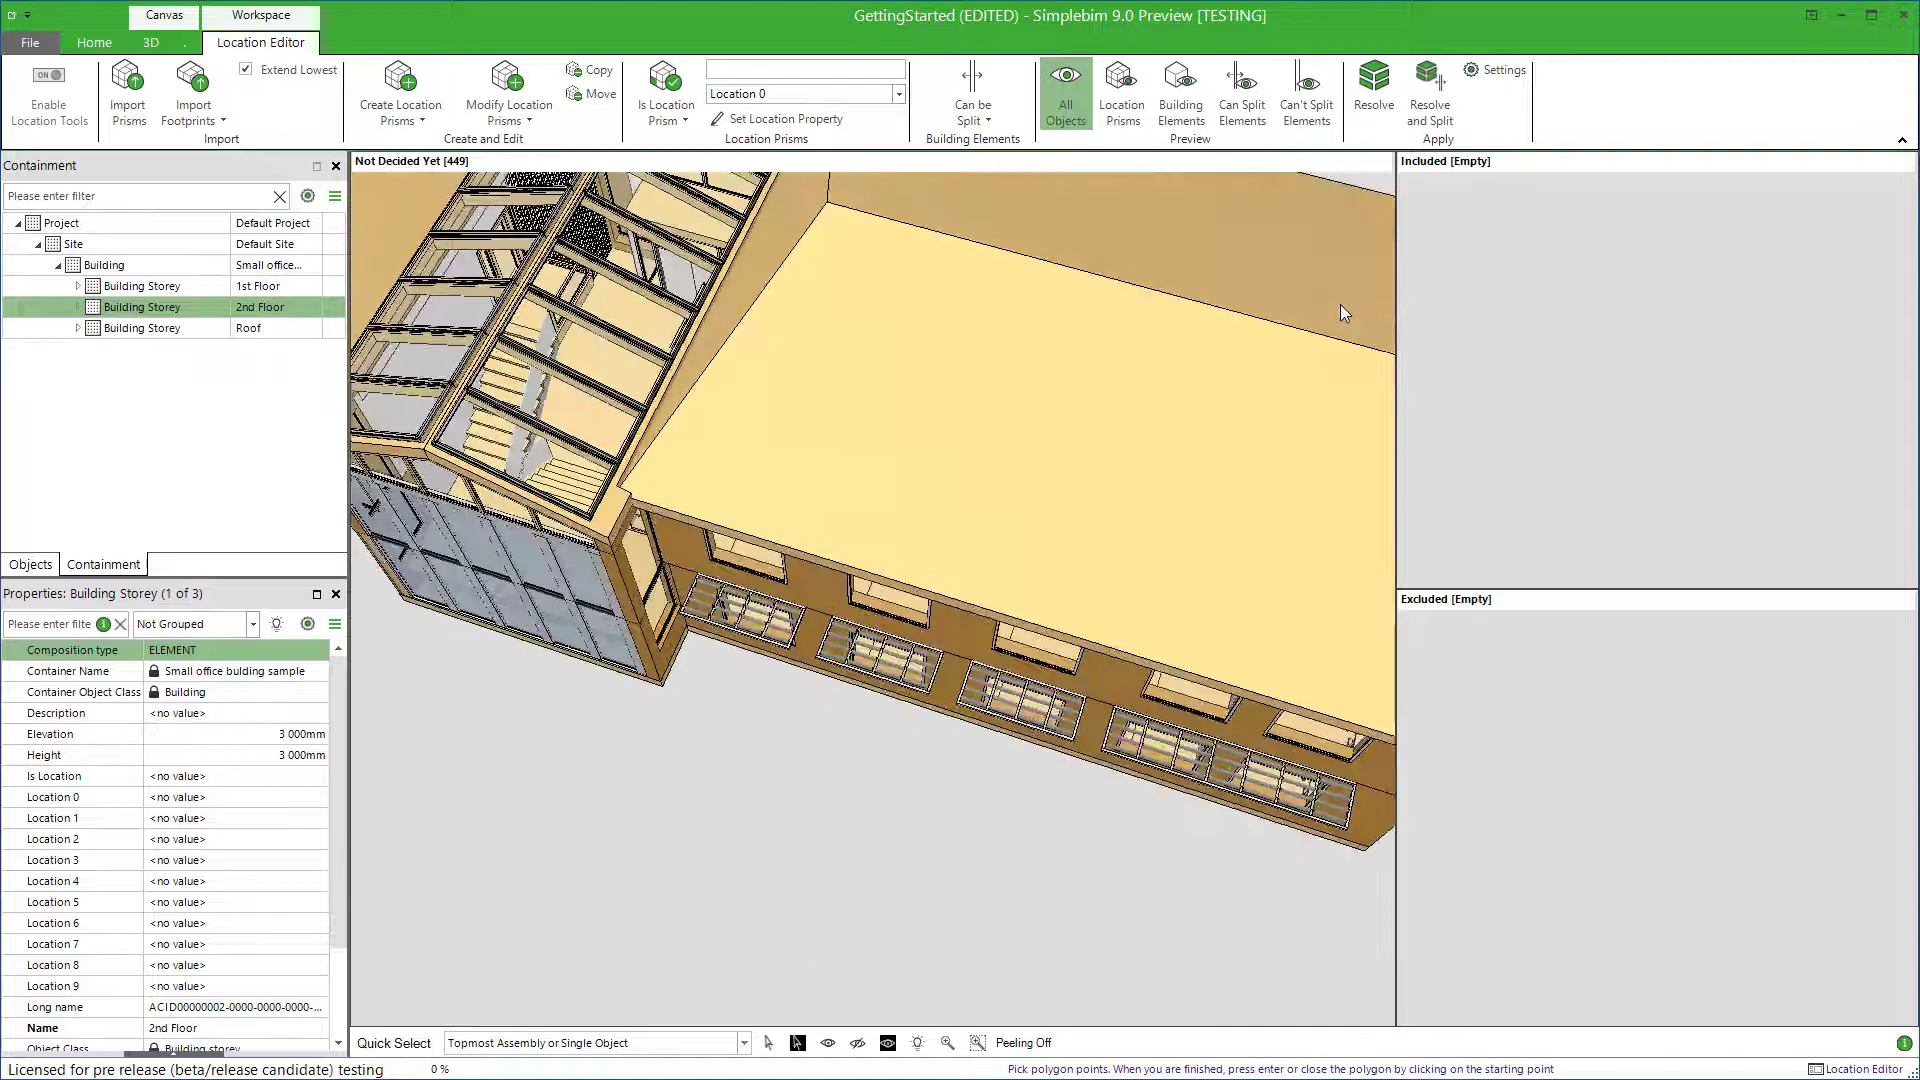 Canvas Workspace
GettingStarted (EDITED) - Simplebim 9.0 Preview [TESTING]
File Home 3D . Location Editor
ON
Enable Location Tools
Import Prisms
Import Footprints
Extend Lowest
Import
Create Location Prisms
Modify Location Prisms
Copy
Move
Create and Edit
Is Location Prism
Location 0
Set Location Property
Location Prisms
Can be Split
Building Elements
All Objects
Location Prisms
Building Elements
Can Split Elements
Can't Split Elements
Preview
Resolve
Resolve and Split
Settings
Apply
Containment
Please enter filter
Project Default Project
Site Default Site
Building Small office...
Building Storey 1st Floor
Building Storey 2nd Floor
Building Storey Roof
Objects Containment
Properties: Building Storey (1 of 3)
Please enter filte Not Grouped
Composition type ELEMENT
Container Name Small office bulding sample
Container Object Class Building
Description <no value>
Elevation 3 000mm
Height 3 000mm
Is Location <no value>
Location 0 <no value>
Location 1 <no value>
Location 2 <no value>
Location 3 <no value>
Location 4 <no value>
Location 5 <no value>
Location 6 <no value>
Location 7 <no value>
Location 8 <no value>
Location 9 <no value>
Long name ACID00000002-0000-0000-0000-...
Name 2nd Floor
Object Class Building storey
Not Decided Yet [449]
Included [Empty]
Excluded [Empty]
Quick Select Topmost Assembly or Single Object Peeling Off
Licensed for pre release (beta/release candidate) testing 0 % Pick polygon points. When you are finished, press enter or close the polygon by clicking on the starting point Location Editor